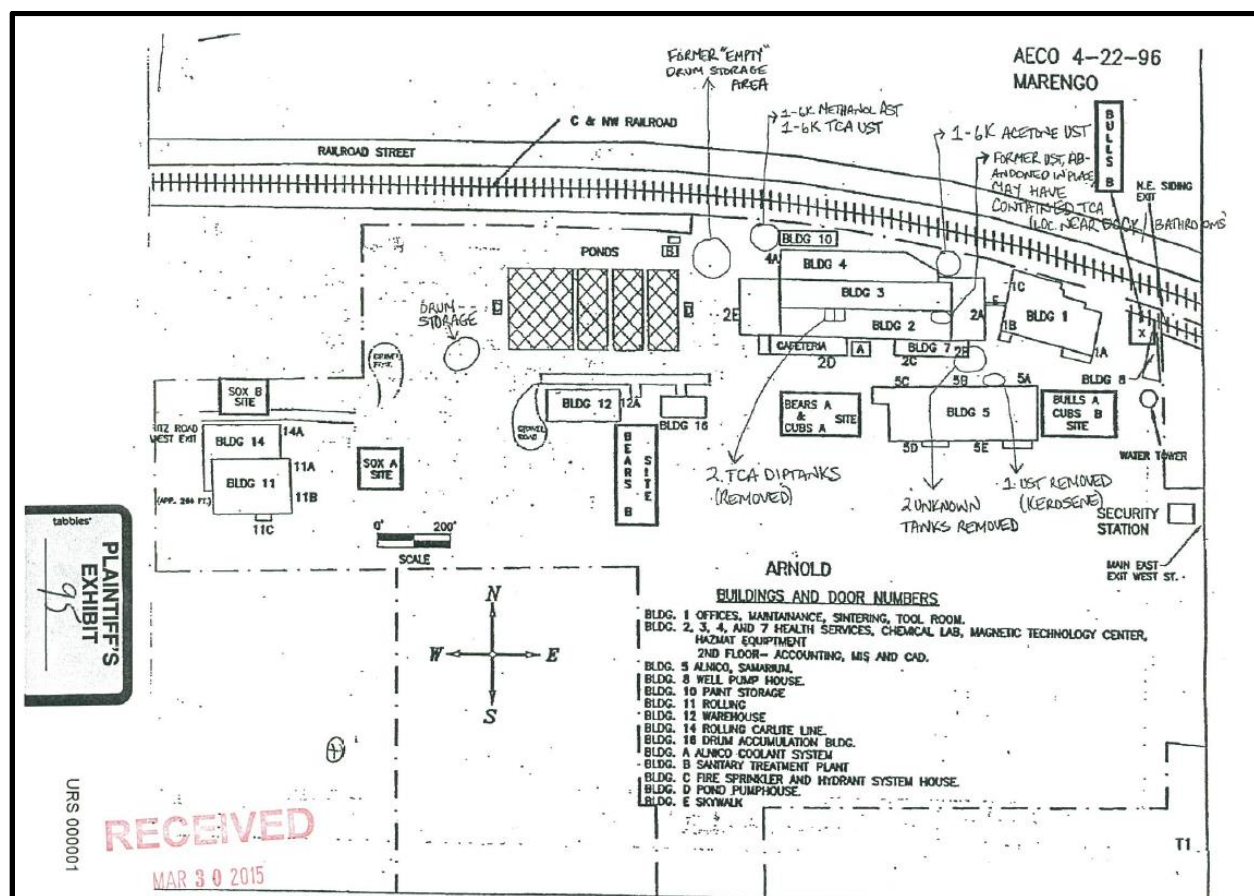 AECO 4-22-96
MARENGO
FORMER "EMPTY"
DRUM STORAGE
AREA
1-6K METHANOL AST
1-6K TCA UST
1-6K ACETONE UST
FORMER UST, AB-
ANDONED IN PLACE
MAY HAVE
CONTAINED TCA
(LOC. NEAR DOCK / BATHROOMS
BULLS B
N.E. SIDING
EXIT
C & NW RAILROAD
RAILROAD STREET
PONDS
B
BLDG 10
4A
BLDG 4
BLDG 3
BLDG 2
2E
2A
E
1C
1B
BLDG 1
1A
X
DRUM
STORAGE
CAFETERIA
A
2D
BLDG 7
2C
2B
BLDG 8
SOX B
SITE
BLDG 12
12A
BLDG 16
BEARS A
&
CUBS A
SITE
5C
5B
5A
BLDG 5
5D
5E
BULLS A
CUBS B
SITE
WATER TOWER
ITZ ROAD
WEST EXIT
BLDG 14
14A
GRAVEL
ROAD
BEARS B
SITE
SOX A
SITE
BLDG 11
11A
11B
11C
(APP. 264 FT.)
2 TCA DIPTANKS
(REMOVED)
2 UNKNOWN
TANKS REMOVED
1 UST REMOVED
(KEROSENE)
SECURITY
STATION
MAIN EAST
EXIT WEST ST.
0' 200'
SCALE
N
W E
S
tabbies'
PLAINTIFF'S
EXHIBIT
95
ARNOLD
BUILDINGS AND DOOR NUMBERS
BLDG. 1 OFFICES, MAINTAINANCE, SINTERING, TOOL ROOM.
BLDG. 2, 3, 4, AND 7 HEALTH SERVICES, CHEMICAL LAB, MAGNETIC TECHNOLOGY CENTER,
HAZMAT EQUIPTMENT
2ND FLOOR- ACCOUNTING, MIS AND CAD.
BLDG. 5 ALNICO, SAMARIUM.
BLDG. 8 WELL PUMP HOUSE.
BLDG. 10 PAINT STORAGE
BLDG. 11 ROLLING
BLDG. 12 WAREHOUSE
BLDG. 14 ROLLING CARLITE LINE.
BLDG. 16 DRUM ACCUMULATION BLDG.
BLDG. A ALNICO COOLANT SYSTEM
BLDG. B SANITARY TREATMENT PLANT
BLDG. C FIRE SPRINKLER AND HYDRANT SYSTEM HOUSE.
BLDG. D POND PUMPHOUSE.
BLDG. E SKYWALK
URS 000001
RECEIVED
MAR 30 2015
T1